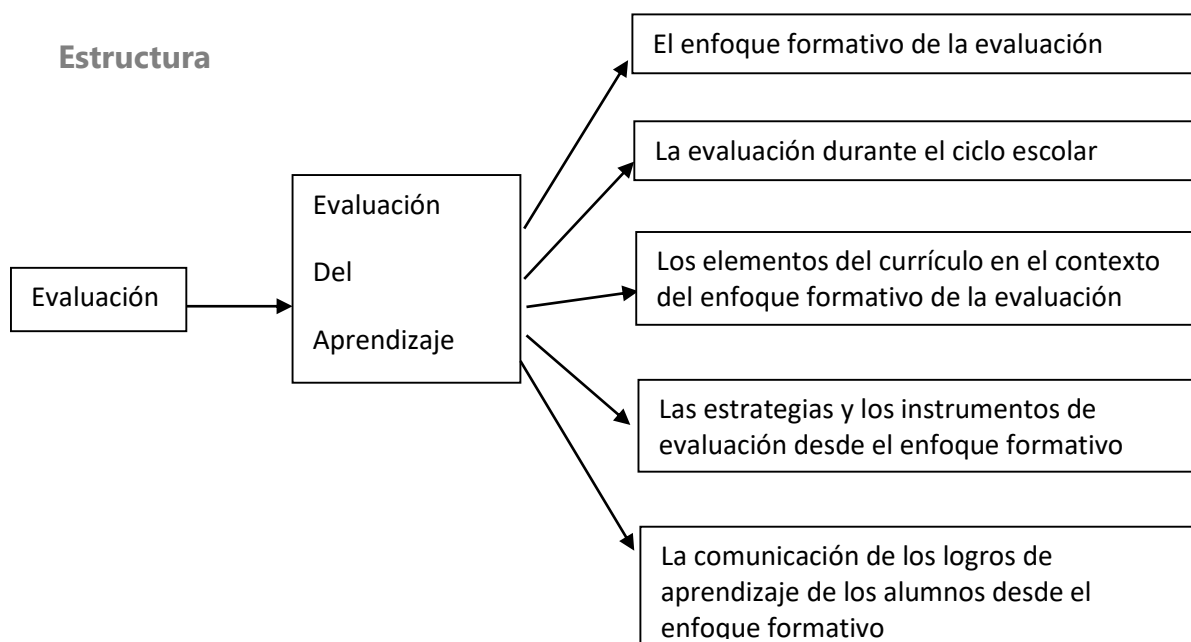 Estructura
Evaluación
Evaluación
Del
Aprendizaje
El enfoque formativo de la evaluación
La evaluación durante el ciclo escolar
Los elementos del currículo en el contexto
del enfoque formativo de la evaluación
Las estrategias y los instrumentos de
evaluación desde el enfoque formativo
La comunicación de los logros de
aprendizaje de los alumnos desde el
enfoque formativo